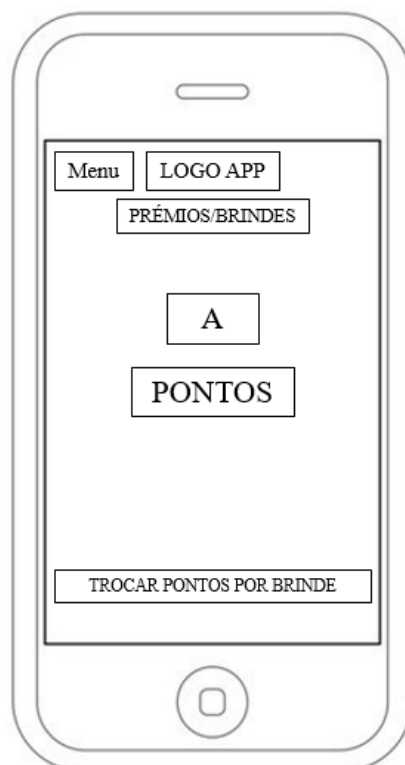 Menu LOGO APP
PRÉMIOS/BRINDES
A
PONTOS
TROCAR PONTOS POR BRINDE